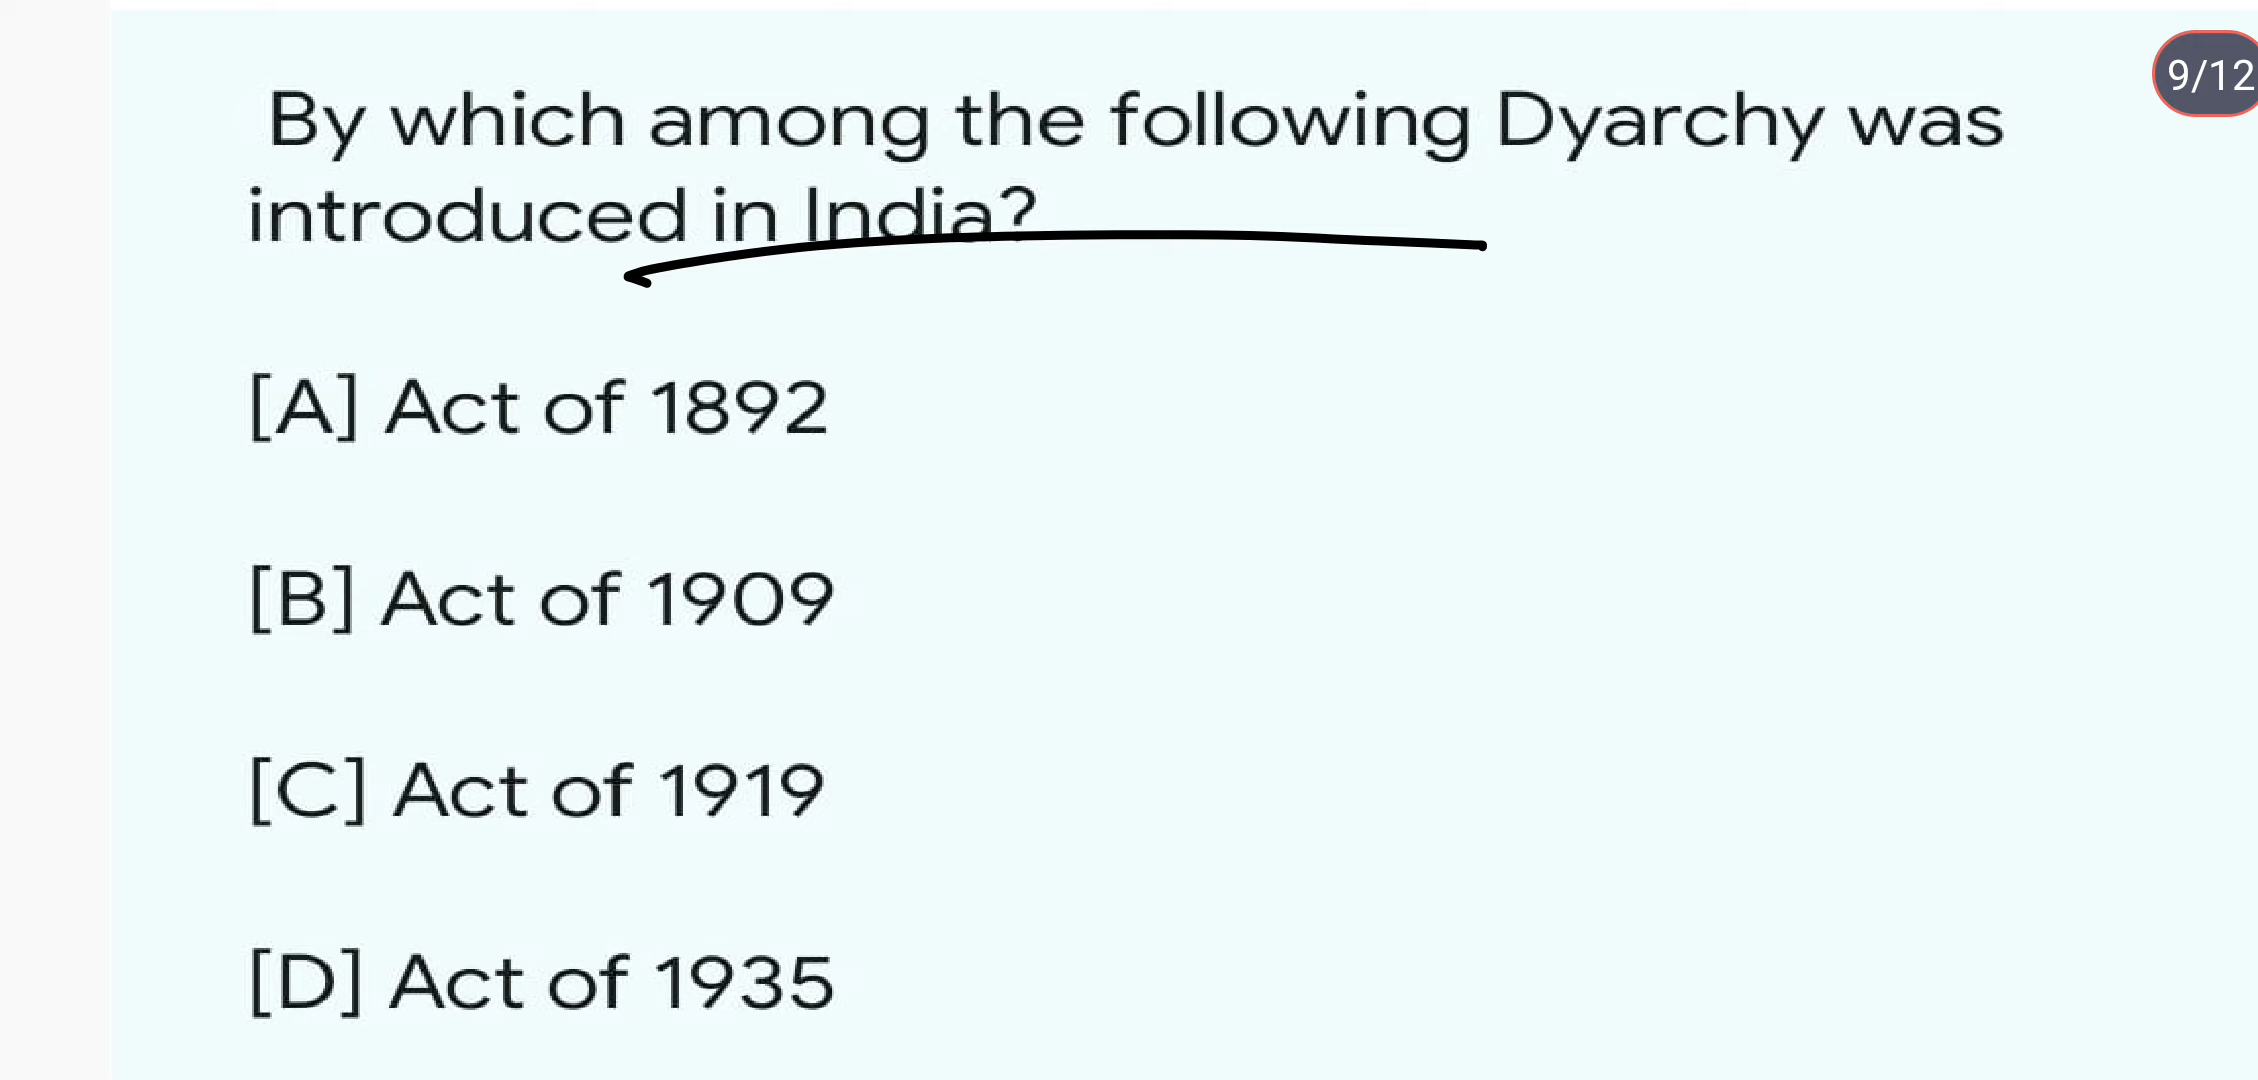 9/12
By which among the following Dyarchy was
introduced in India?
[A] Act of 1892
[B] Act of 1909
[C] Act of 1919
[D] Act of 1935